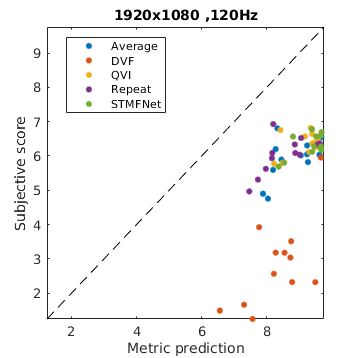 1920x1080 ,120Hz
Average
DVF
QVI
Repeat
STMFNet
9
8
7
6
5
4
3
2
Subjective score
2 4 6 8
Metric prediction